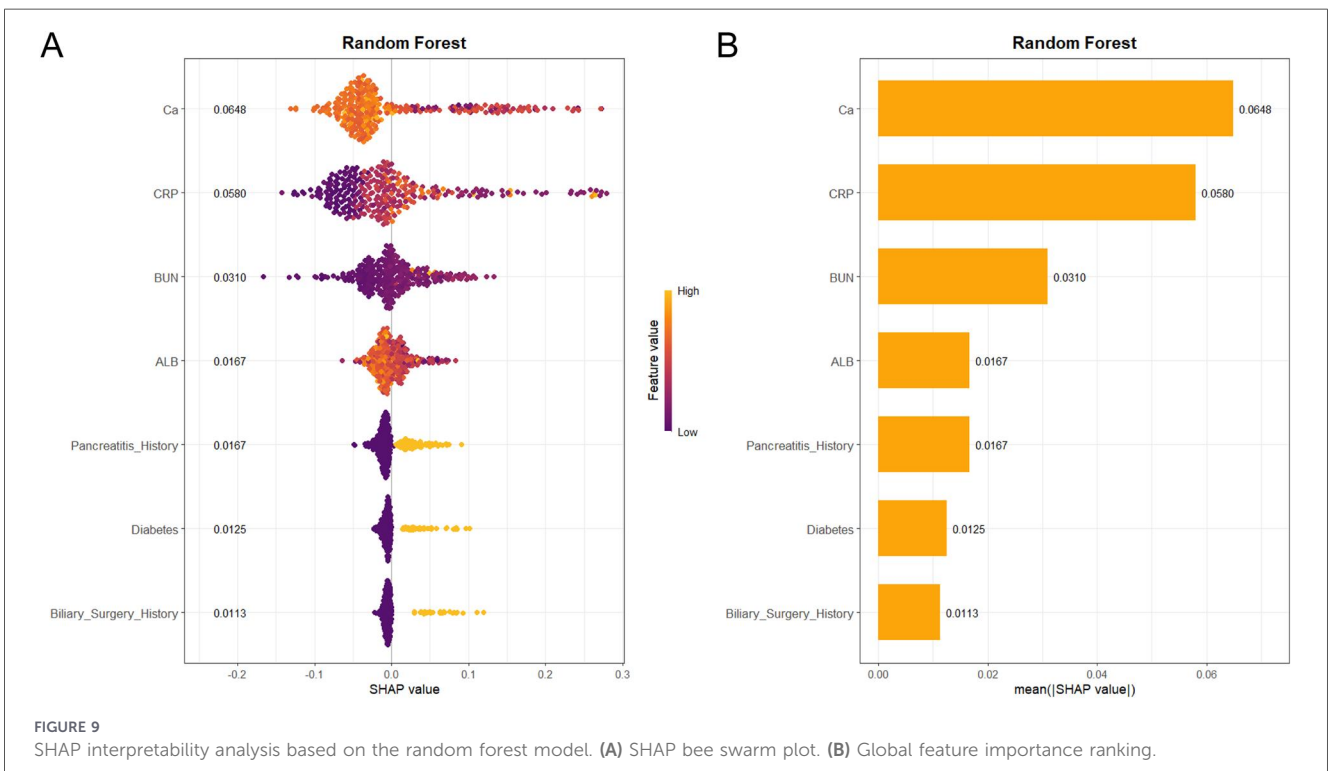 A
Random Forest
Ca
0.0648
CRP
0.0580
BUN
0.0310
ALB
0.0167
Pancreatitis_History
0.0167
Diabetes
0.0125
Biliary_Surgery_History
0.0113
-0.2
-0.1
0.0
0.1
0.2
0.3
SHAP value
High
Feature value
Low
B
Random Forest
Ca
0.0648
CRP
0.0580
BUN
0.0310
ALB
0.0167
Pancreatitis_History
0.0167
Diabetes
0.0125
Biliary_Surgery_History
0.0113
0.00
0.02
0.04
0.06
mean(|SHAP value|)
FIGURE 9
SHAP interpretability analysis based on the random forest model. (A) SHAP bee swarm plot. (B) Global feature importance ranking.